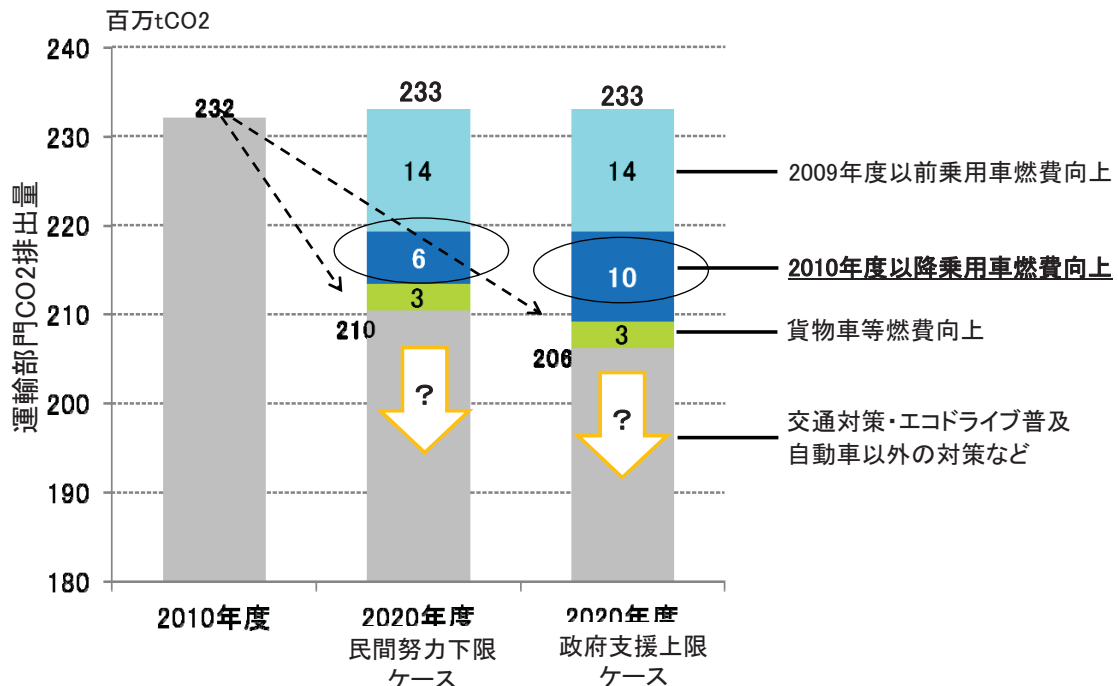 百万tCO2
運輸部門CO2排出量
240
230
220
210
200
190
180
232
233
233
14
14
6
10
3
3
210
206
?
?
2009年度以前乗用車燃費向上
2010年度以降乗用車燃費向上
貨物車等燃費向上
交通対策・エコドライブ普及
自動車以外の対策など
2010年度
2020年度
民間努力下限
ケース
2020年度
政府支援上限
ケース